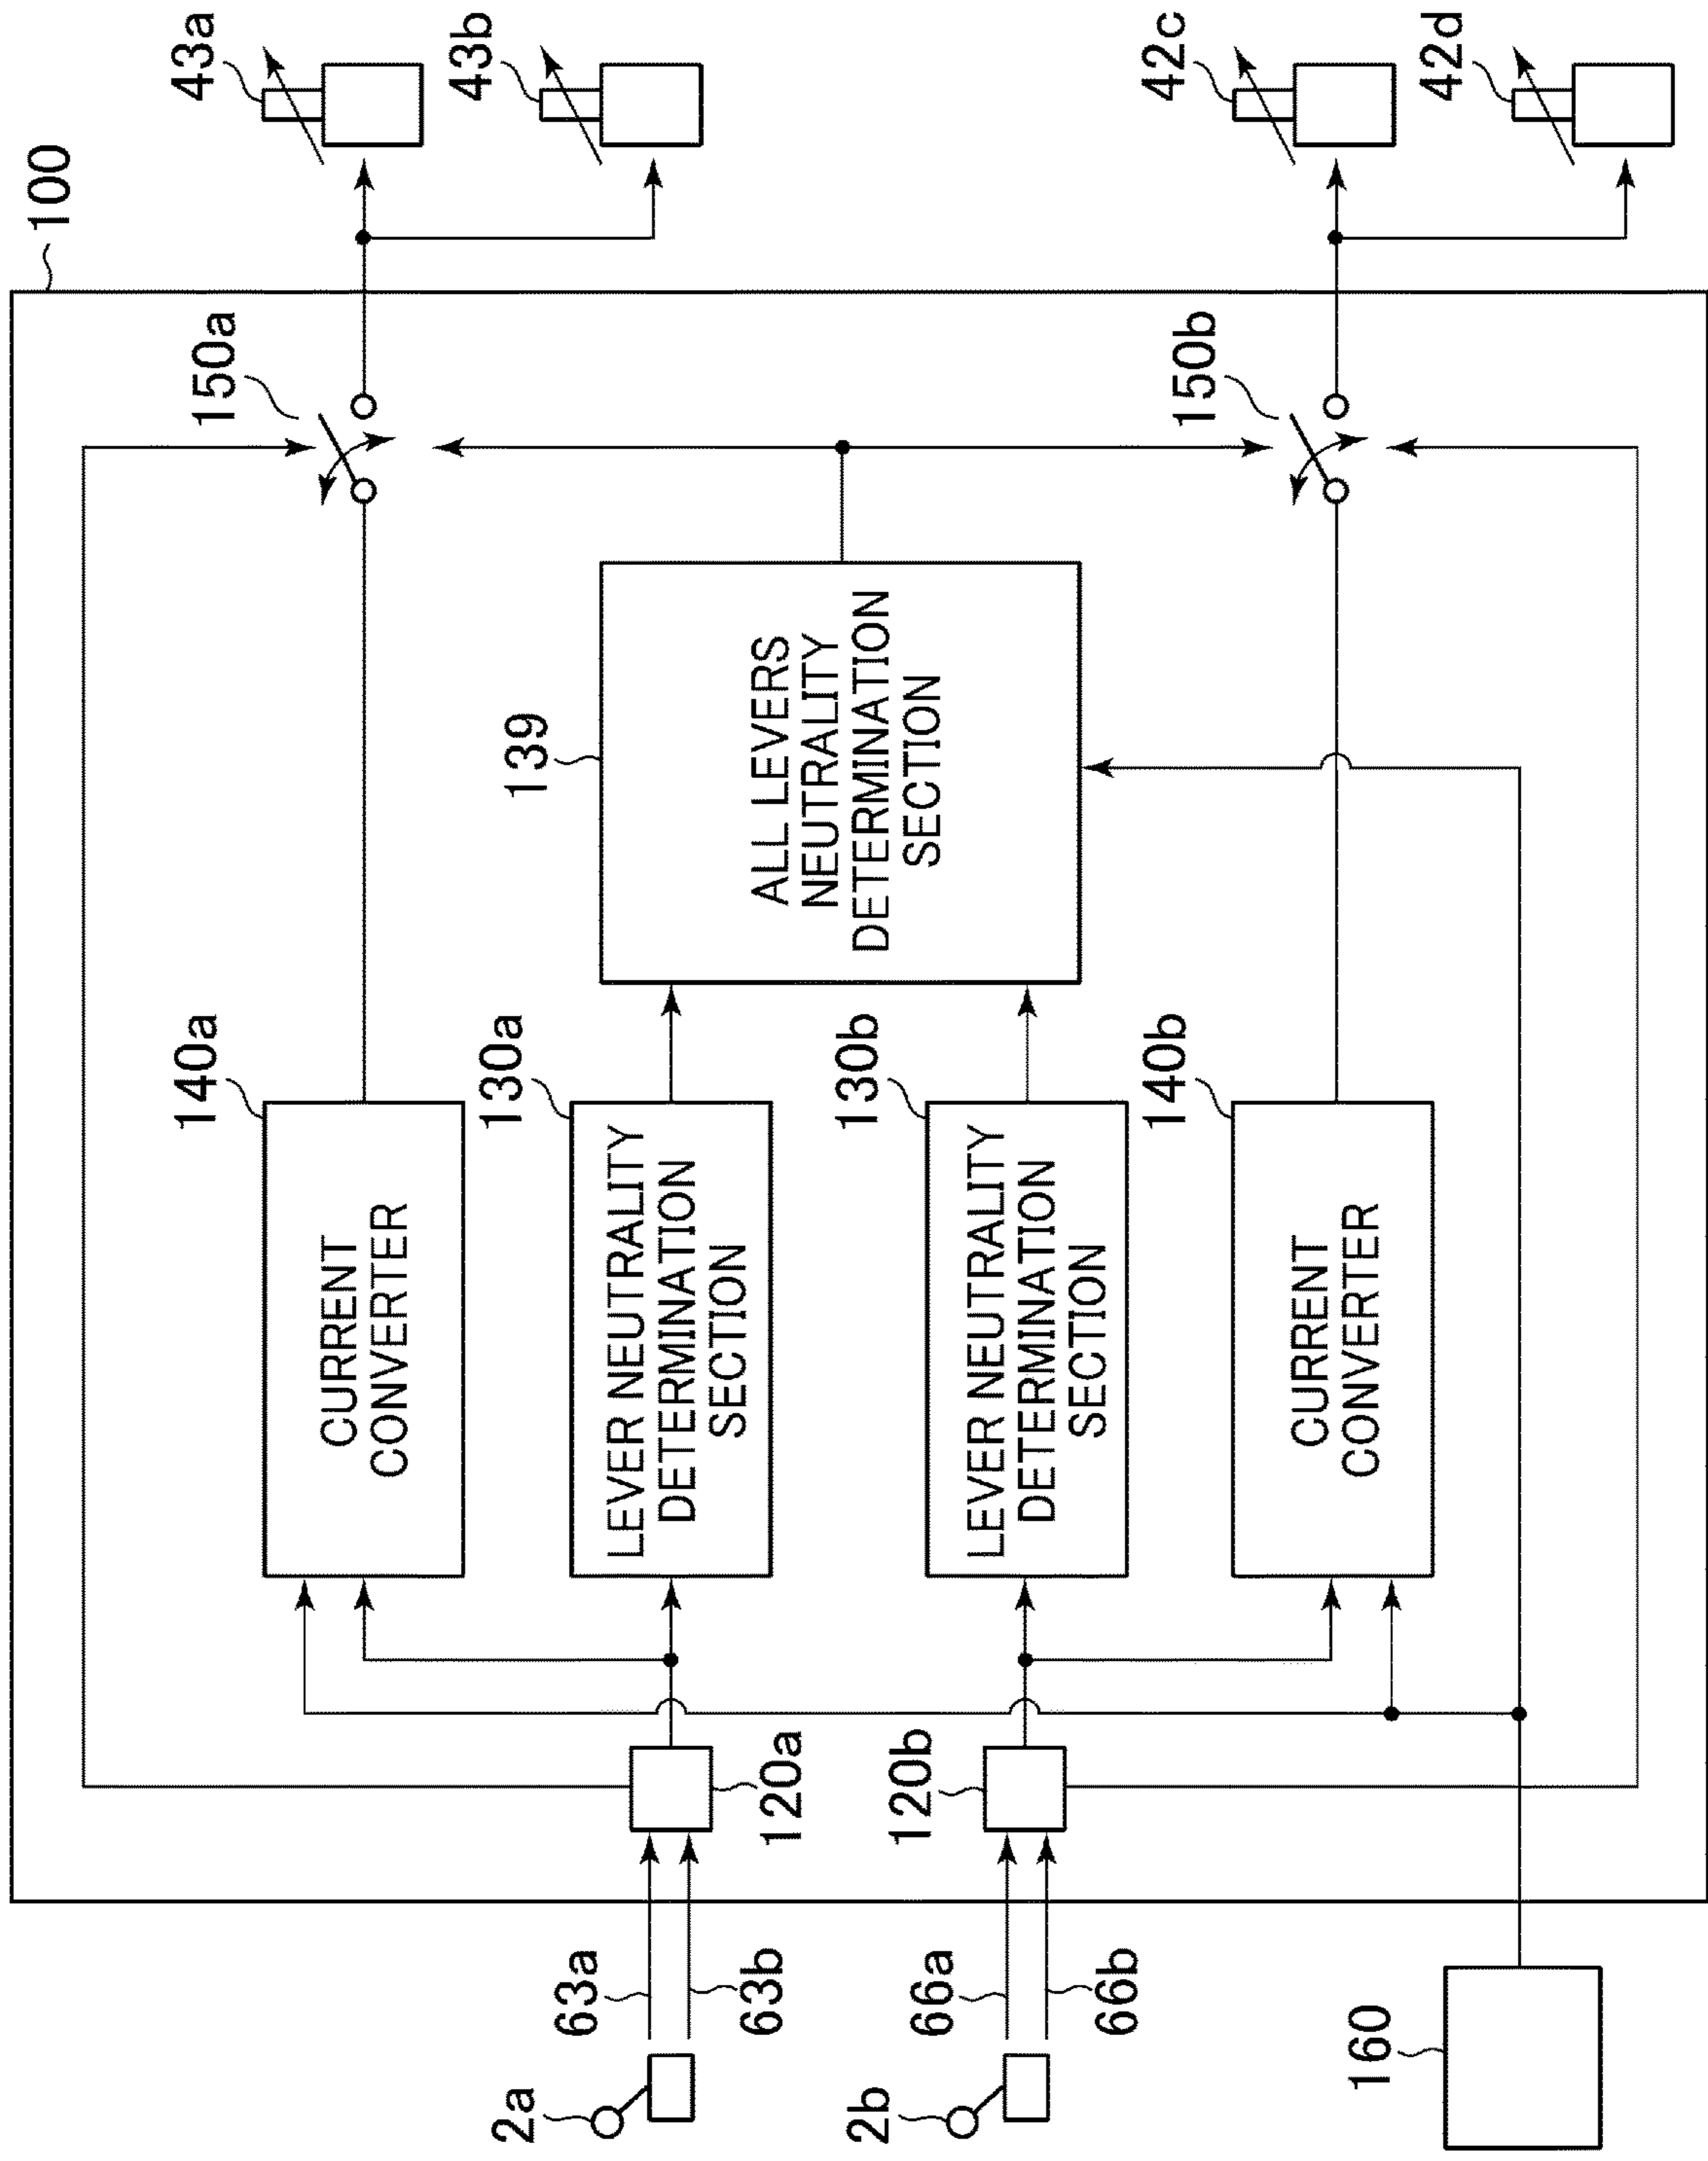 100
43a
43b
42c
42d
150a
150b
139
ALL LEVERS
NEUTRALITY
DETERMINATION
SECTION
140a
CURRENT
CONVERTER
130a
LEVER NEUTRALITY
DETERMINATION
SECTION
130b
LEVER NEUTRALITY
DETERMINATION
SECTION
140b
CURRENT
CONVERTER
120a
120b
63a
63b
66a
66b
2a
2b
160